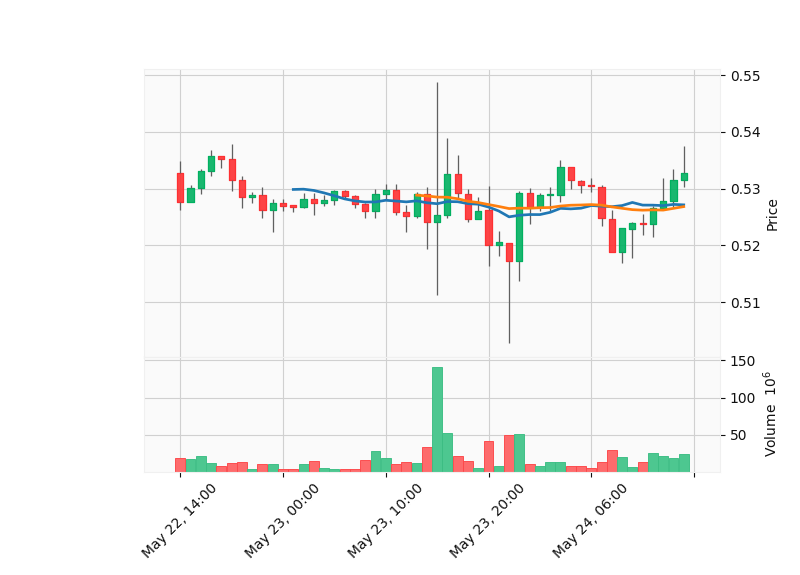 0.55
0.54
0.53
0.52
0.51
Price
150
100
50
Volume 10^6
May 22, 14:00
May 23, 00:00
May 23, 10:00
May 23, 20:00
May 24, 06:00